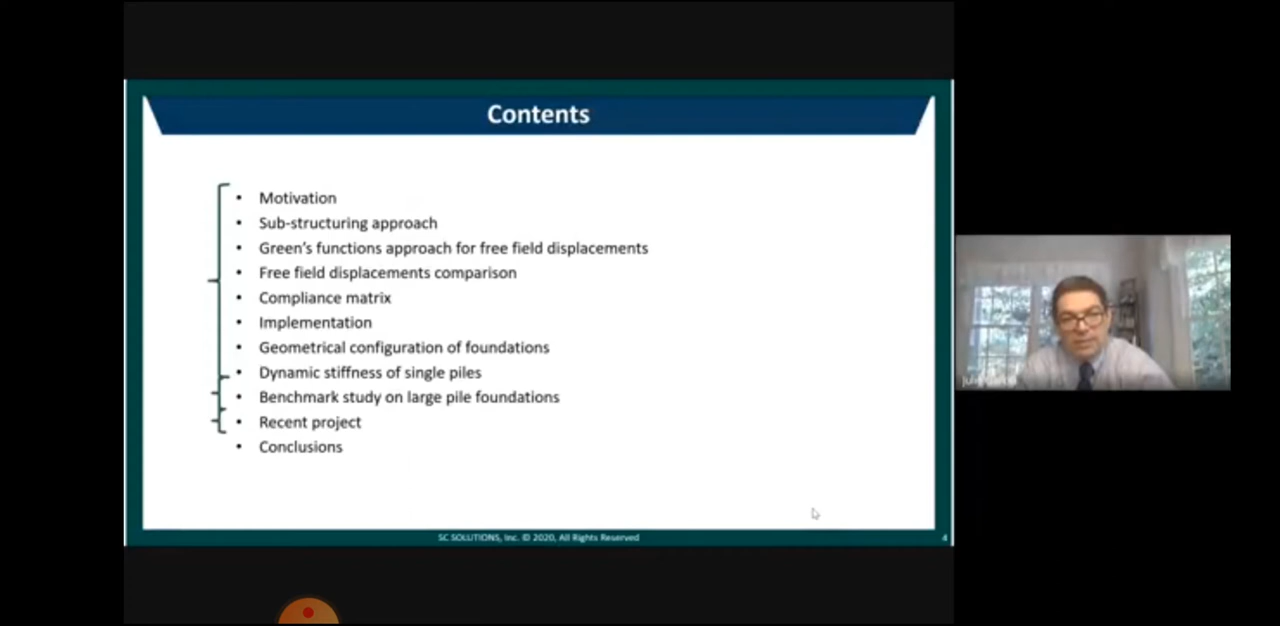 Contents
• Motivation
• Sub-structuring approach
• Green's functions approach for free field displacements
• Free field displacements comparison
• Compliance matrix
• Implementation
• Geometrical configuration of foundations
• Dynamic stiffness of single piles
• Benchmark study on large pile foundations
• Recent project
• Conclusions
SC SOLUTIONS, Inc. © 2020, All Rights Reserved
4